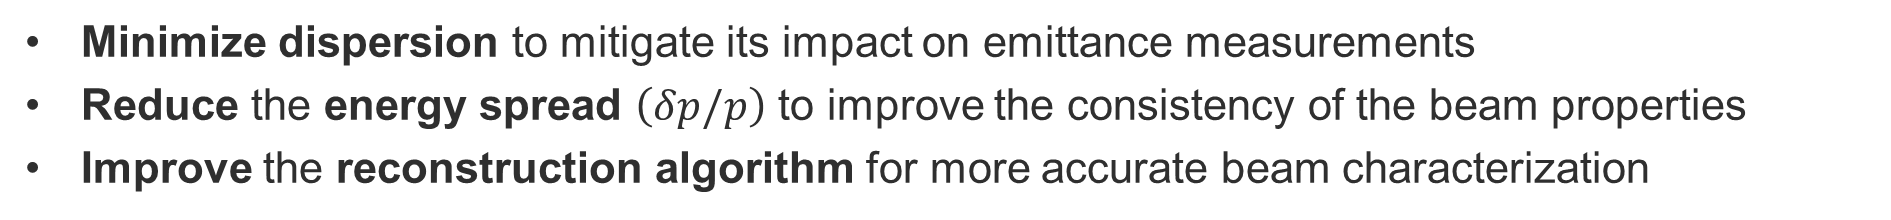 • Minimize dispersion to mitigate its impact on emittance measurements
• Reduce the energy spread (𝛿𝑝/𝑝) to improve the consistency of the beam properties
• Improve the reconstruction algorithm for more accurate beam characterization